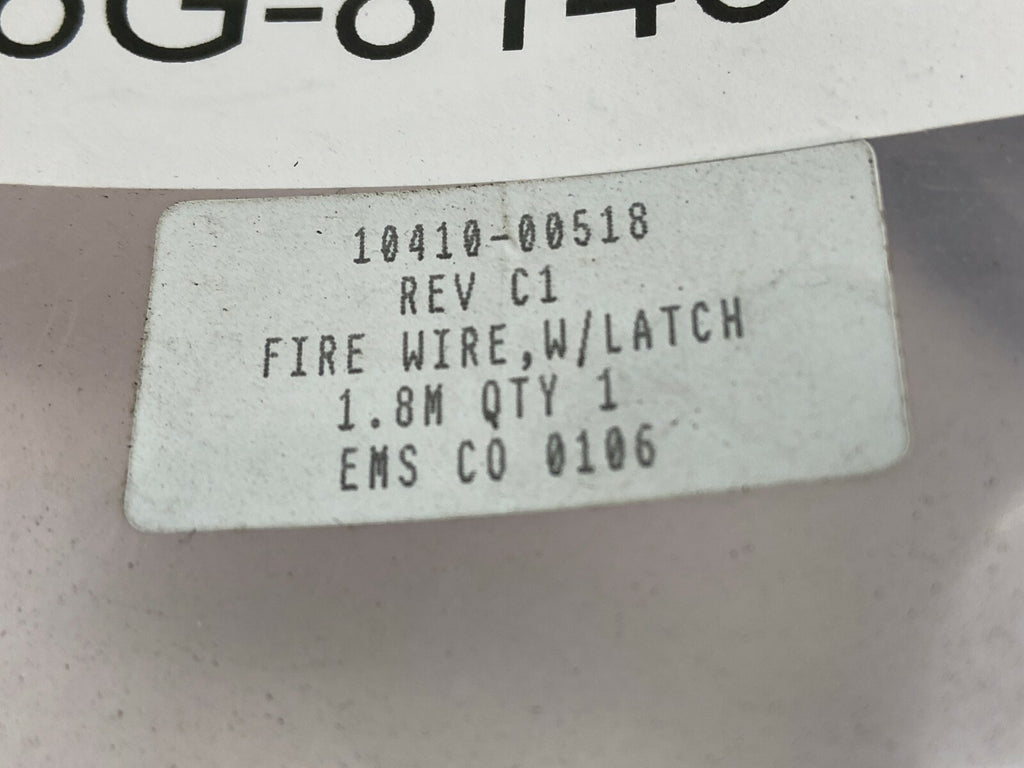 10410-00518
REV C1
FIRE WIRE,W/LATCH
1.8M QTY 1
EMS CO 0106